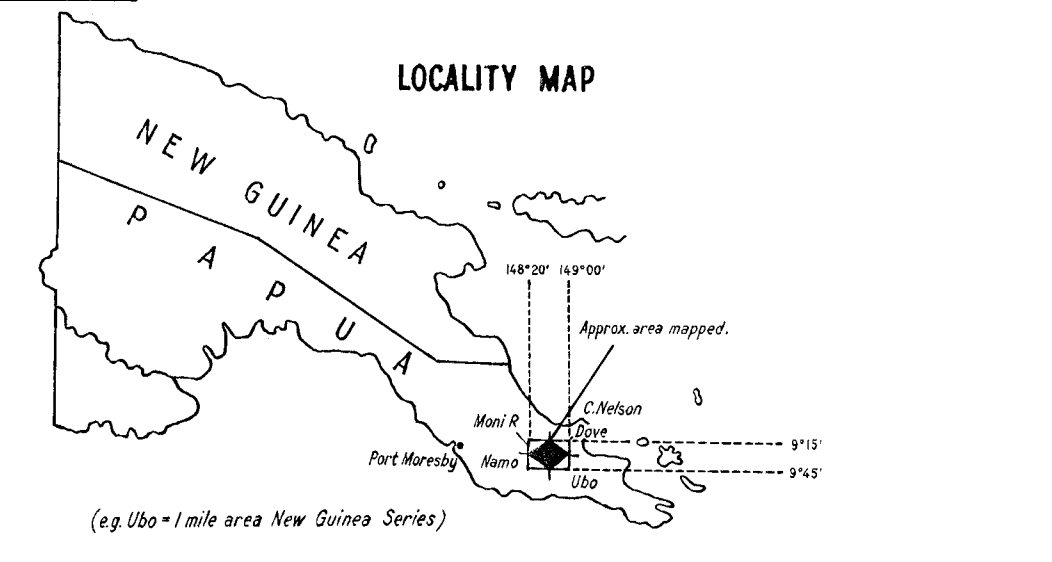 LOCALITY MAP
NEW GUINEA
PAPUA
148°20' 149°00'
Approx. area mapped.
C.Nelson
Moni R
Dove
9°15'
Port Moresby
Namo
9°45'
Ubo
(e.g. Ubo = 1 mile area New Guinea Series)